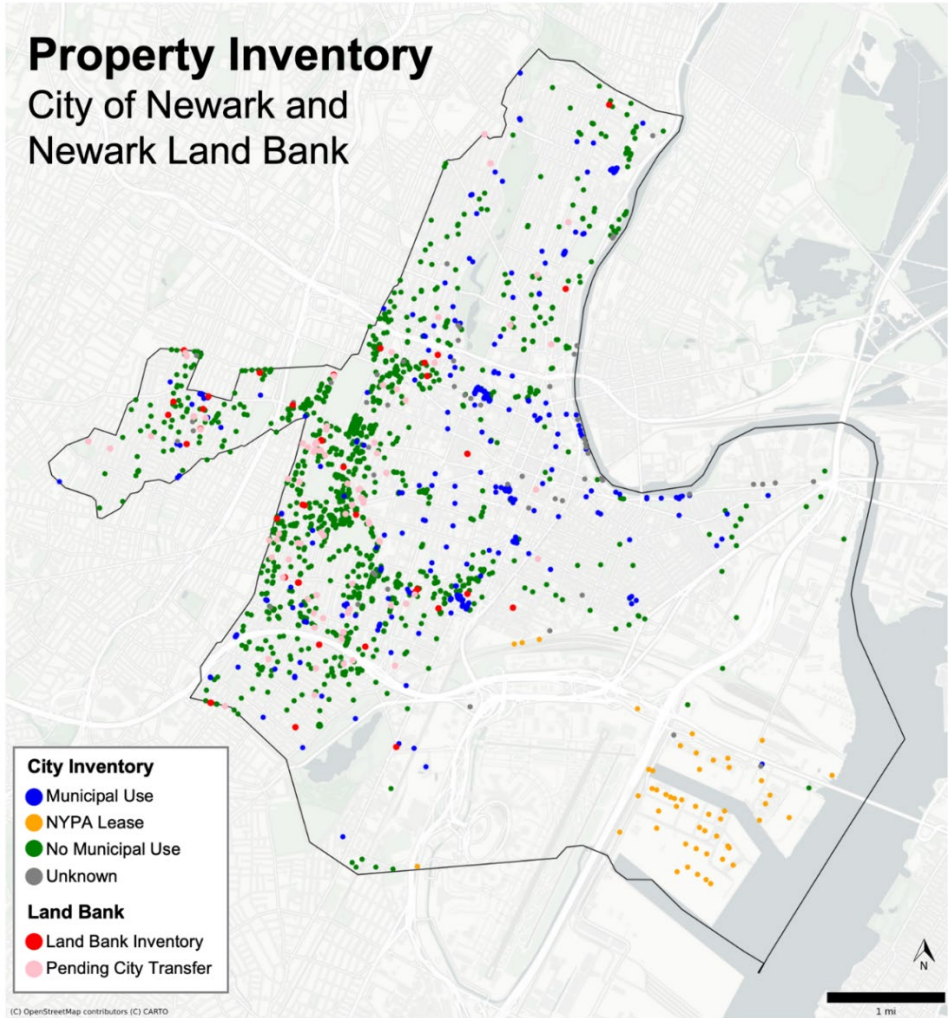 Property Inventory
City of Newark and
Newark Land Bank
City Inventory
Municipal Use
NYPA Lease
No Municipal Use
Unknown
Land Bank
Land Bank Inventory
Pending City Transfer
N
1 mi
(C) OpenStreetMap contributors (C) CARTO